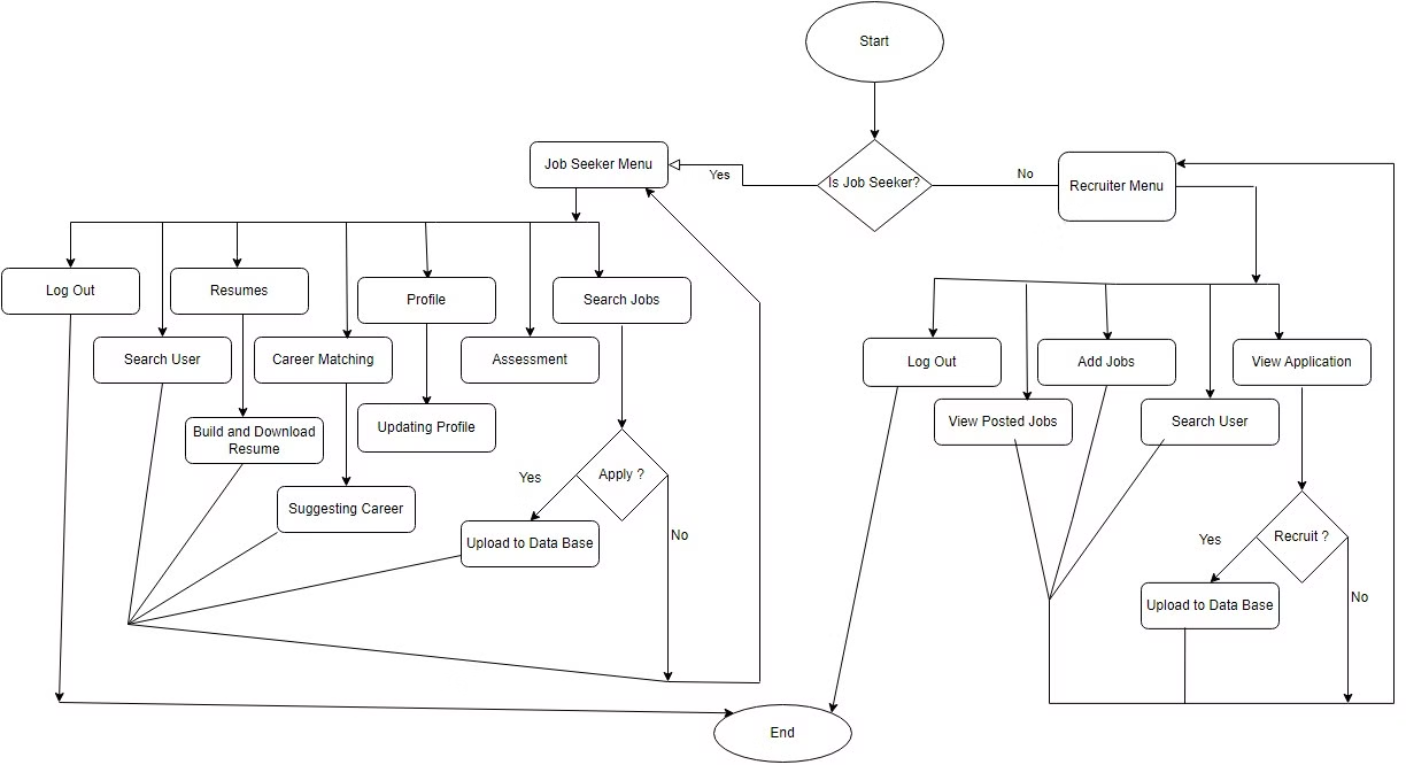 Start
Job Seeker Menu
Yes
Is Job Seeker?
No
Recruiter Menu
Log Out
Resumes
Profile
Search Jobs
Search User
Career Matching
Assessment
Updating Profile
Build and Download
Resume
Suggesting Career
Apply ?
Yes
No
Upload to Data Base
Log Out
Add Jobs
View Application
View Posted Jobs
Search User
Recruit ?
Yes
No
Upload to Data Base
End